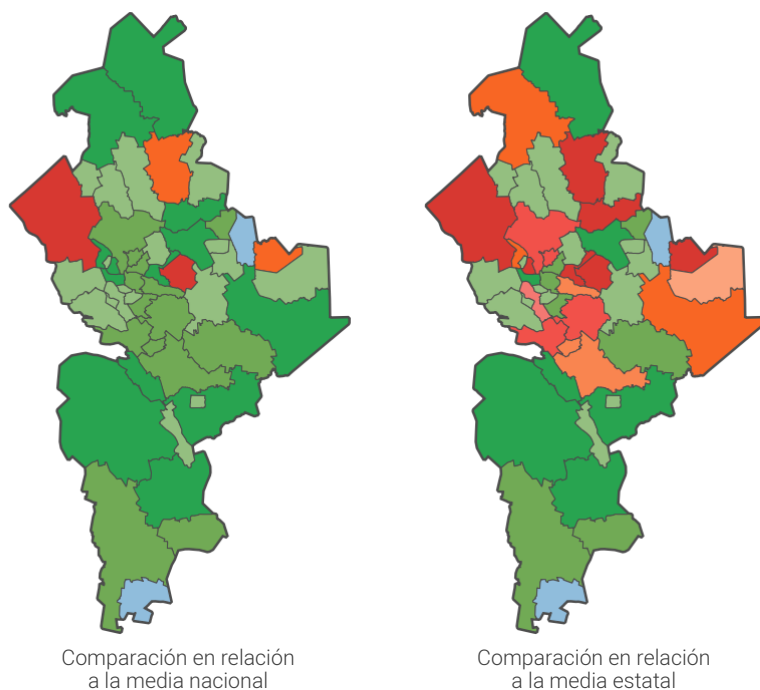 Comparación en relación
a la media nacional
Comparación en relación
a la media estatal